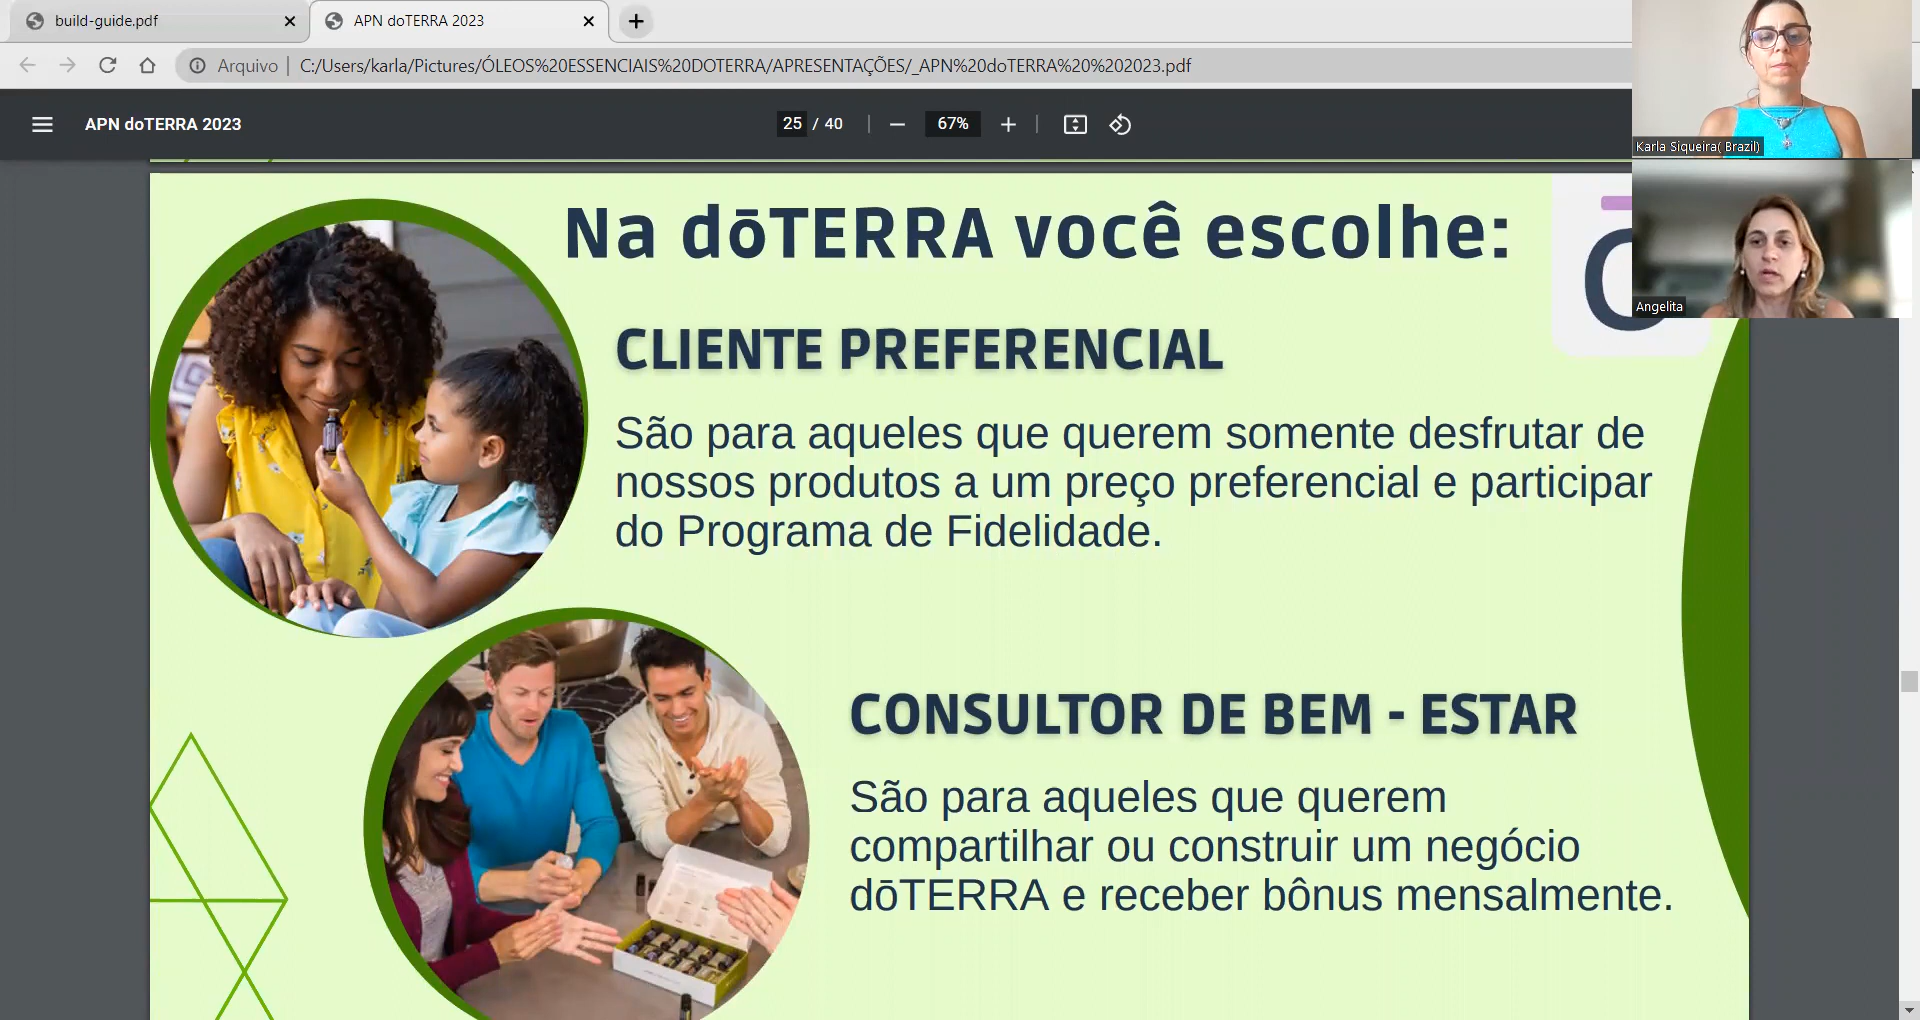 build-guide.pdf
APN doTERRA 2023
Arquivo
C:/Users/karla/Pictures/ÓLEOS%20ESSENCIAIS%20DOTERRA/APRESENTAÇÕES/_APN%20doTERRA%20%202023.pdf
APN doTERRA 2023
25 / 40
67%
Karla Siqueira( Brazil)
Angelita
Na dōTERRA você escolhe:
CLIENTE PREFERENCIAL
São para aqueles que querem somente desfrutar de
nossos produtos a um preço preferencial e participar
do Programa de Fidelidade.
CONSULTOR DE BEM - ESTAR
São para aqueles que querem
compartilhar ou construir um negócio
dōTERRA e receber bônus mensalmente.